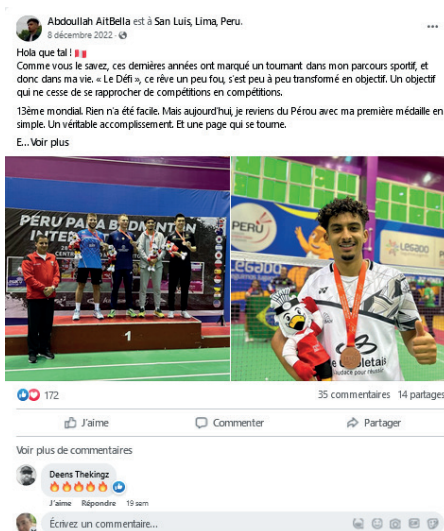 Abdoullah AitBella est à San Luis, Lima, Peru.
8 décembre 2022
Hola que tal ! 🇵🇪
Comme vous le savez, ces dernières années ont marqué un tournant dans mon parcours sportif, et
donc dans ma vie. « Le Défi », ce rêve un peu fou, s'est peu à peu transformé en objectif. Un objectif
qui ne cesse de se rapprocher de compétitions en compétitions.
13ème mondial. Rien n'a été facile. Mais aujourd'hui, je reviens du Pérou avec ma première médaille en
simple. Un véritable accomplissement. Et une page qui se tourne.
E... Voir plus
PERU PARA BADMINTON
1
PERÚ
LEGADO
172
35 commentaires 14 partages
J'aime
Commenter
Partager
Voir plus de commentaires
Deens Thekingz
🔥🔥🔥🔥🔥
J'aime Répondre 19 sem
Écrivez un commentaire...